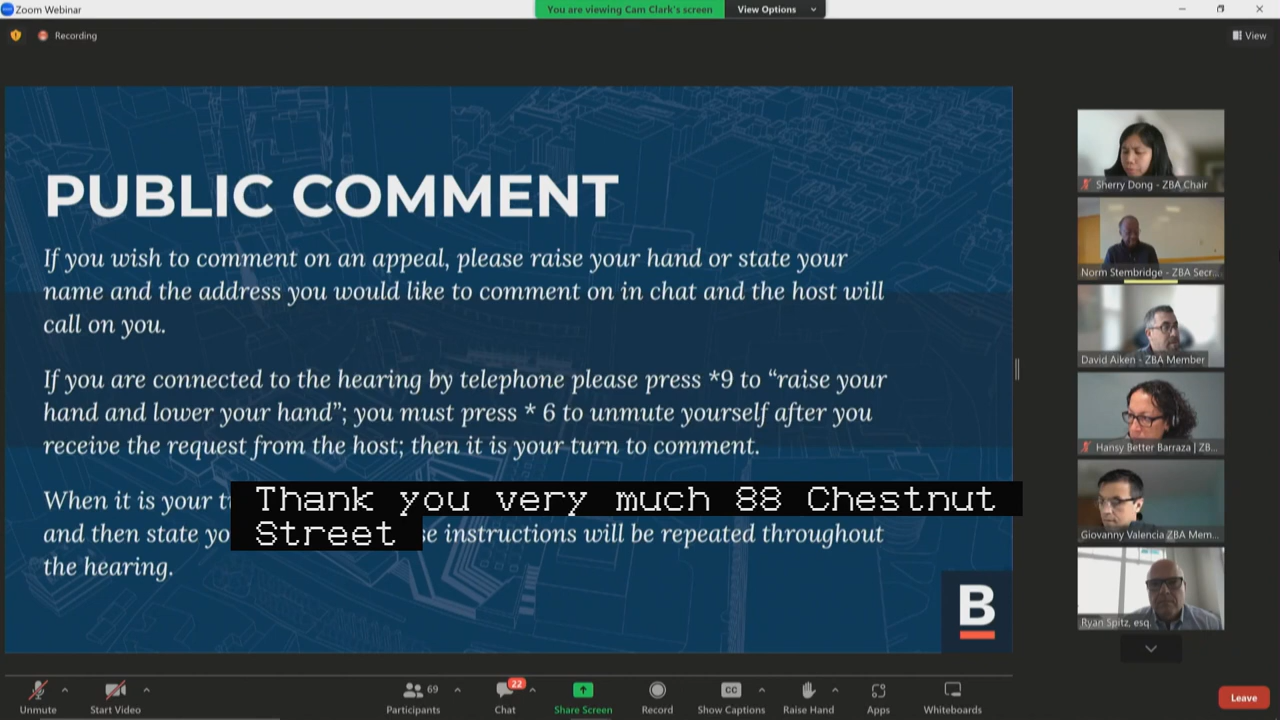 Zoom Webinar
You are viewing Cam Clark's screen
View Options
Recording
View
PUBLIC COMMENT
If you wish to comment on an appeal, please raise your hand or state your
name and the address you would like to comment on in chat and the host will
call on you.
If you are connected to the hearing by telephone please press *9 to “raise your
hand and lower your hand”; you must press * 6 to unmute yourself after you
receive the request from the host; then it is your turn to comment.
When it is your
Thank you very much 88 Chestnut
Street
and then state
instructions will be repeated throughout
the hearing.
B
Sherry Dong - ZBA Chair
Norm Stembridge - ZBA Secr...
David Aiken - ZBA Member
Hansy Better Barraza | ZB...
Giovanny Valencia ZBA Mem...
Ryan Spitz, esq.
Unmute
Start Video
69
Participants
22
Chat
Share Screen
Record
CC
Show Captions
Raise Hand
Apps
Whiteboards
Leave